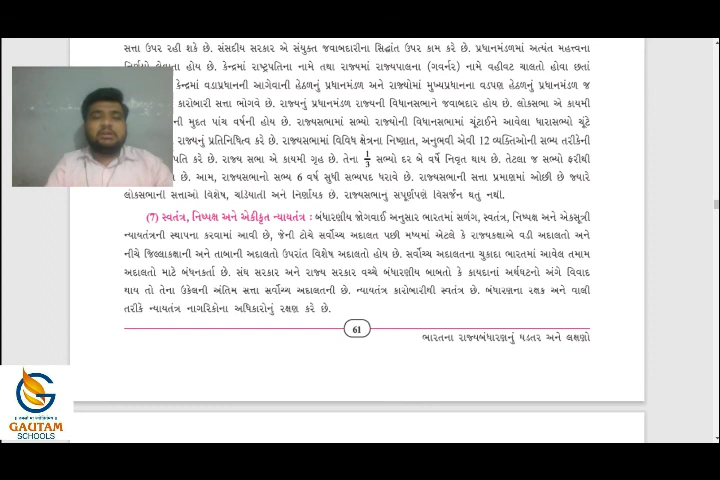 સત્તા ઉપર રહી શકે છે. સંસદીય સરકાર એ સંયુક્ત જવાબદારીના સિદ્ધાંત ઉપર કામ કરે છે. પ્રધાનમંડળમાં અત્યંત મહત્ત્વના
હોય છે. કેન્દ્રમાં રાષ્ટ્રપતિના નામે તથા રાજ્યમાં રાજ્યપાલના (ગવર્નર) નામે વહીવટ ચાલતો હોવા છતાં
કેન્દ્રમાં વડાપ્રધાનની આગેવાની હેઠળનું પ્રધાનમંડળ અને રાજ્યોમાં મુખ્યપ્રધાનના વડપણ હેઠળનું પ્રધાનમંડળ જ
કારોબારી સત્તા ભોગવે છે. રાજ્યનું પ્રધાનમંડળ રાજ્યની વિધાનસભાને જવાબદાર હોય છે. લોકસભા એ કાયમી
ની મુદત પાંચ વર્ષની હોય છે. રાજ્યસભામાં સભ્યો રાજ્યોની વિધાનસભામાં ચૂંટાઈને આવેલા ધારાસભ્યો ચૂંટે
રાજ્યનું પ્રતિનિધિત્વ કરે છે. રાજ્યસભામાં વિવિધ ક્ષેત્રના નિષ્ણાત, અનુભવી એવી 12 વ્યક્તિઓની સભ્ય તરીકેની
પતિ કરે છે. રાજ્ય સભા એ કાયમી ગૃહ છે. તેના 1/3 સભ્યો દર બે વર્ષે નિવૃત થાય છે. તેટલા જ સભ્યો ફરીથી
છે. આમ, રાજ્યસભાનો સભ્ય 6 વર્ષ સુધી સભ્યપદ ધરાવે છે. રાજ્યસભાની સત્તા પ્રમાણમાં ઓછી છે જ્યારે
લોકસભાની સત્તાઓ વિશેષ, ચડિયાતી અને નિર્ણાયક છે. રાજ્યસભાનું સંપૂર્ણપણે વિસર્જન થતુ નથી.
(7) સ્વતંત્ર, નિષ્પક્ષ અને એકીકૃત ન્યાયતંત્ર : બંધારણીય જોગવાઈ અનુસાર ભારતમાં સળંગ, સ્વતંત્ર, નિષ્પક્ષ અને એકસૂત્રી
ન્યાયતંત્રની સ્થાપના કરવામાં આવી છે, જેની ટોચે સર્વોચ્ચ અદાલત પછી મધ્યમાં એટલે કે રાજ્યકક્ષાએ વડી અદાલતો અને
નીચે જિલ્લાકક્ષાની અને તાબાની અદાલતો ઉપરાંત વિશેષ અદાલતો હોય છે. સર્વોચ્ચ અદાલતના ચુકાદા ભારતમાં આવેલ તમામ
અદાલતો માટે બંધનકર્તા છે. સંઘ સરકાર અને રાજ્ય સરકાર વચ્ચે બંધારણીય બાબતો કે કાયદાનાં અર્થઘટનો અંગે વિવાદ
થાય તો તેના ઉકેલની અંતિમ સત્તા સર્વોચ્ચ અદાલતની છે. ન્યાયતંત્ર કારોબારીથી સ્વતંત્ર છે. બંધારણના રક્ષક અને વાલી
તરીકે ન્યાયતંત્ર નાગરિકોના અધિકારોનું રક્ષણ કરે છે.
61
ભારતના રાજ્યબંધારણનું ઘડતર અને લક્ષણો
GAUTAM
SCHOOLS